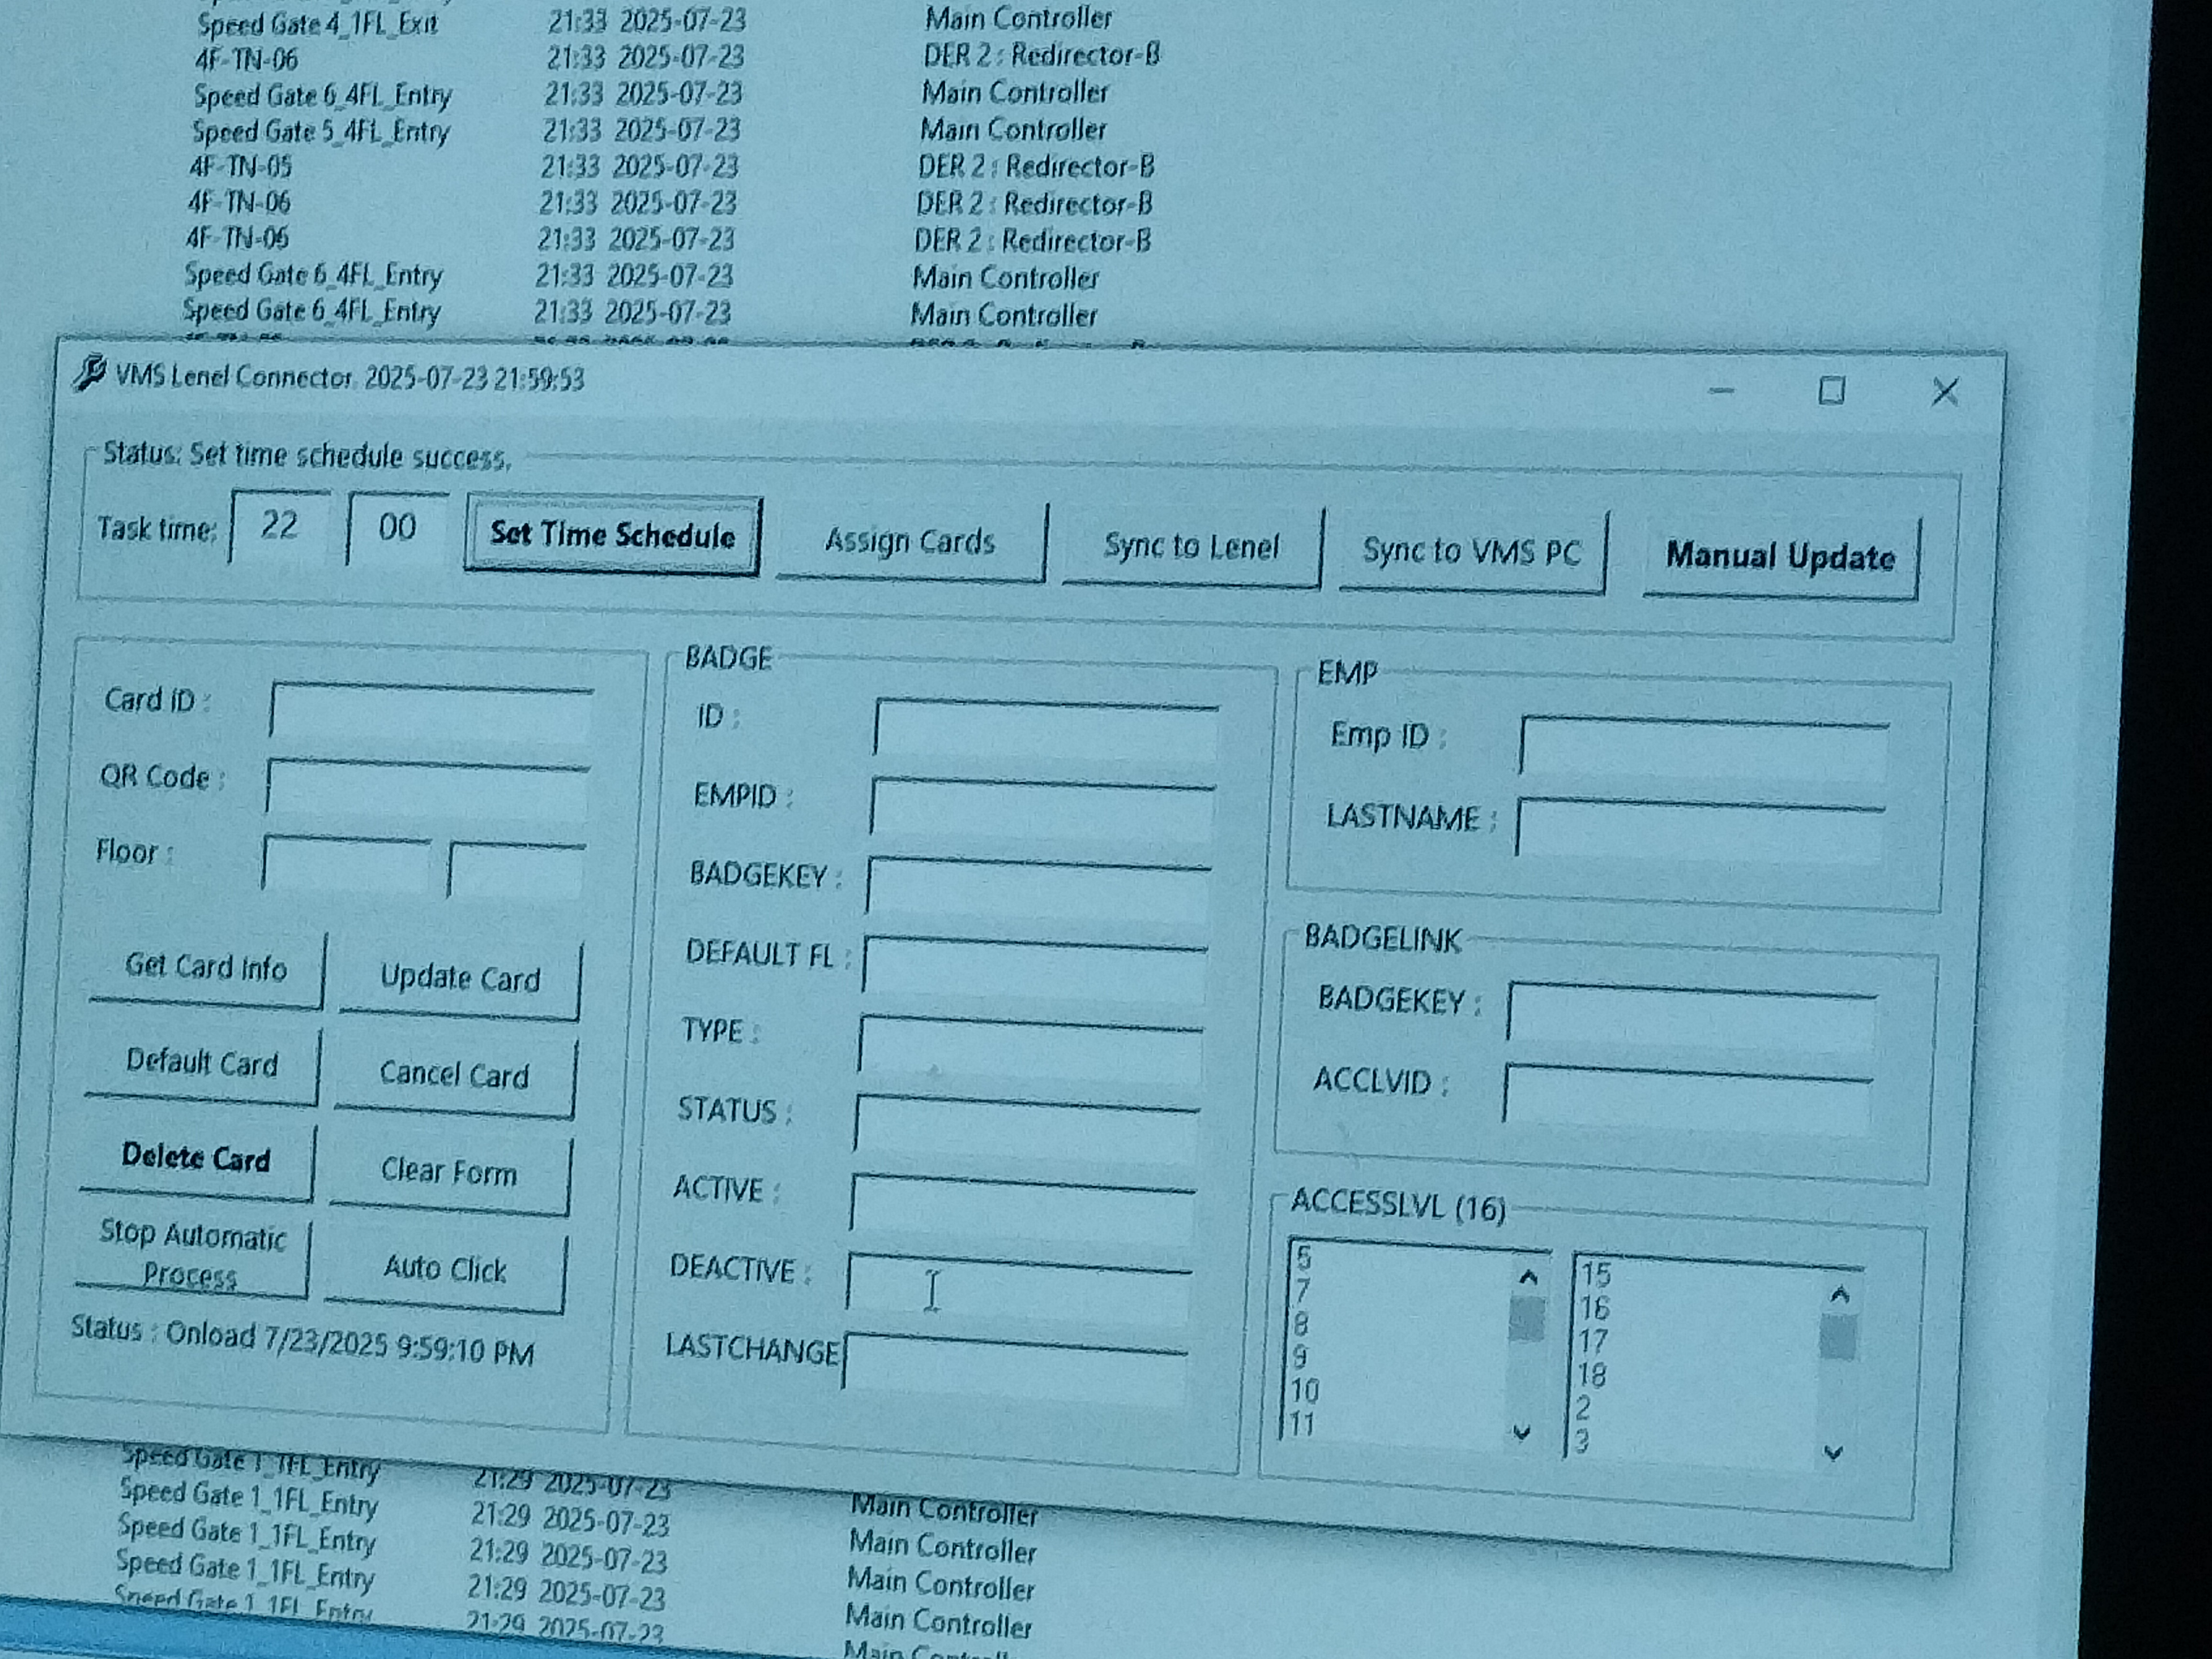 Speed Gate 4_1FL_Exit 21:33 2025-07-23 Main Controller
4F-TN-06 21:33 2025-07-23 DER 2 : Redirector-B
Speed Gate 6_4FL_Entry 21:33 2025-07-23 Main Controller
Speed Gate 5_4FL_Entry 21:33 2025-07-23 Main Controller
4F-TN-05 21:33 2025-07-23 DER 2 : Redirector-B
4F-TN-06 21:33 2025-07-23 DER 2 : Redirector-B
4F-TN-06 21:33 2025-07-23 DER 2 : Redirector-B
Speed Gate 6_4FL_Entry 21:33 2025-07-23 Main Controller
Speed Gate 6_4FL_Entry 21:33 2025-07-23 Main Controller
VMS Lenel Connector, 2025-07-23 21:59:53
Status: Set time schedule success.
Task time: 22 00 Set Time Schedule Assign Cards Sync to Lenel Sync to VMS PC Manual Update
Card ID :
QR Code :
Floor :
Get Card Info Update Card
Default Card Cancel Card
Delete Card Clear Form
Stop Automatic
Process
Auto Click
Status : Onload 7/23/2025 9:59:10 PM
BADGE
ID :
EMPID :
BADGEKEY :
DEFAULT FL :
TYPE :
STATUS :
ACTIVE :
DEACTIVE :
LASTCHANGE
EMP
Emp ID :
LASTNAME :
BADGELINK
BADGEKEY :
ACCLVID :
ACCESSLVL (16)
5
7
8
9
10
11
15
16
17
18
2
3
Speed Gate 1_1FL_Entry 21:29 2025-07-23 Main Controller
Speed Gate 1_1FL_Entry 21:29 2025-07-23 Main Controller
Speed Gate 1_1FL_Entry 21:29 2025-07-23 Main Controller
Speed Gate 1_1FL_Entry 21:29 2025-07-23 Main Controller
Speed Gate 1_1FL_Entry 21:29 2025-07-23 Main Controller